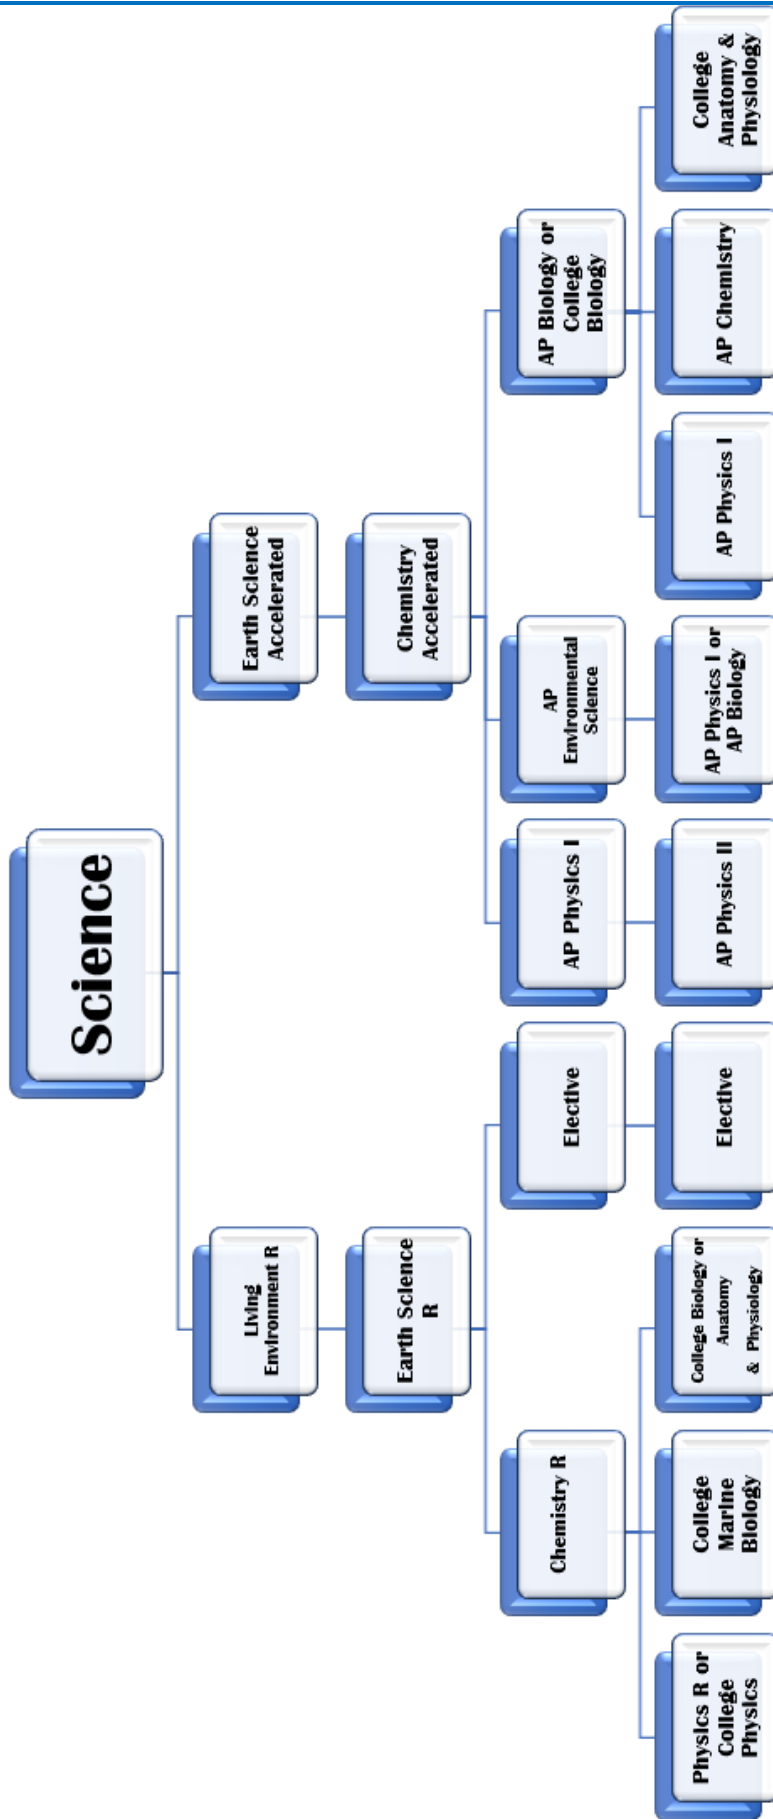 Science
Living
Environment R
Earth Science
Accelerated
Earth Science
R
Chemistry
Accelerated
Chemistry R
Elective
AP Physics I
AP
Environmental
Science
AP Biology or
College
Biology
Physics R or
College
Physics
College
Marine
Biology
College Biology or
Anatomy
& Physiology
Elective
AP Physics II
AP Physics I or
AP Biology
AP Physics I
AP Chemistry
College
Anatomy &
Physiology